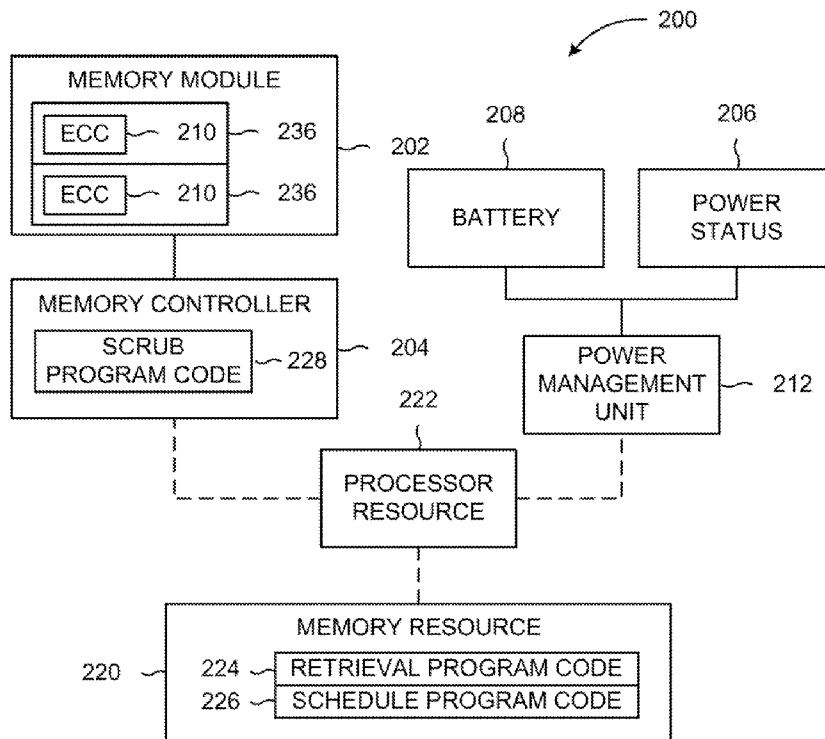 200
MEMORY MODULE
ECC 210 236
ECC 210 236
202
208
206
BATTERY
POWER
STATUS
MEMORY CONTROLLER
SCRUB
PROGRAM CODE
228
204
POWER
MANAGEMENT
UNIT
212
222
PROCESSOR
RESOURCE
MEMORY RESOURCE
220
224 RETRIEVAL PROGRAM CODE
226 SCHEDULE PROGRAM CODE